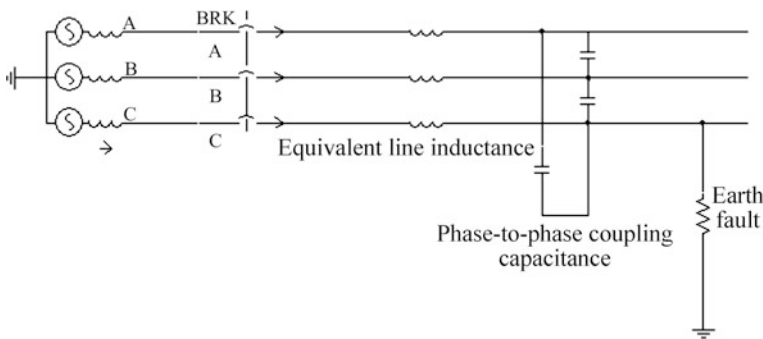 A
BRK
A
B
B
C
C
Equivalent line inductance
Earth
fault
Phase-to-phase coupling
capacitance